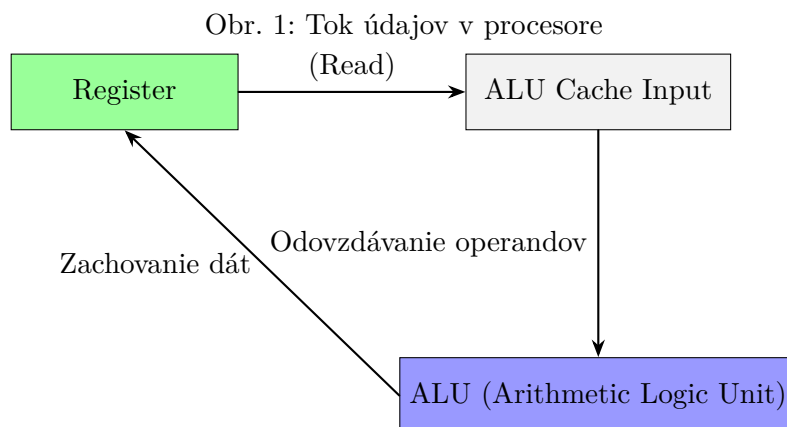 Obr. 1: Tok údajov v procesore
(Read)
Register
ALU Cache Input
Odovzdávanie operandov
Zachovanie dát
ALU (Arithmetic Logic Unit)